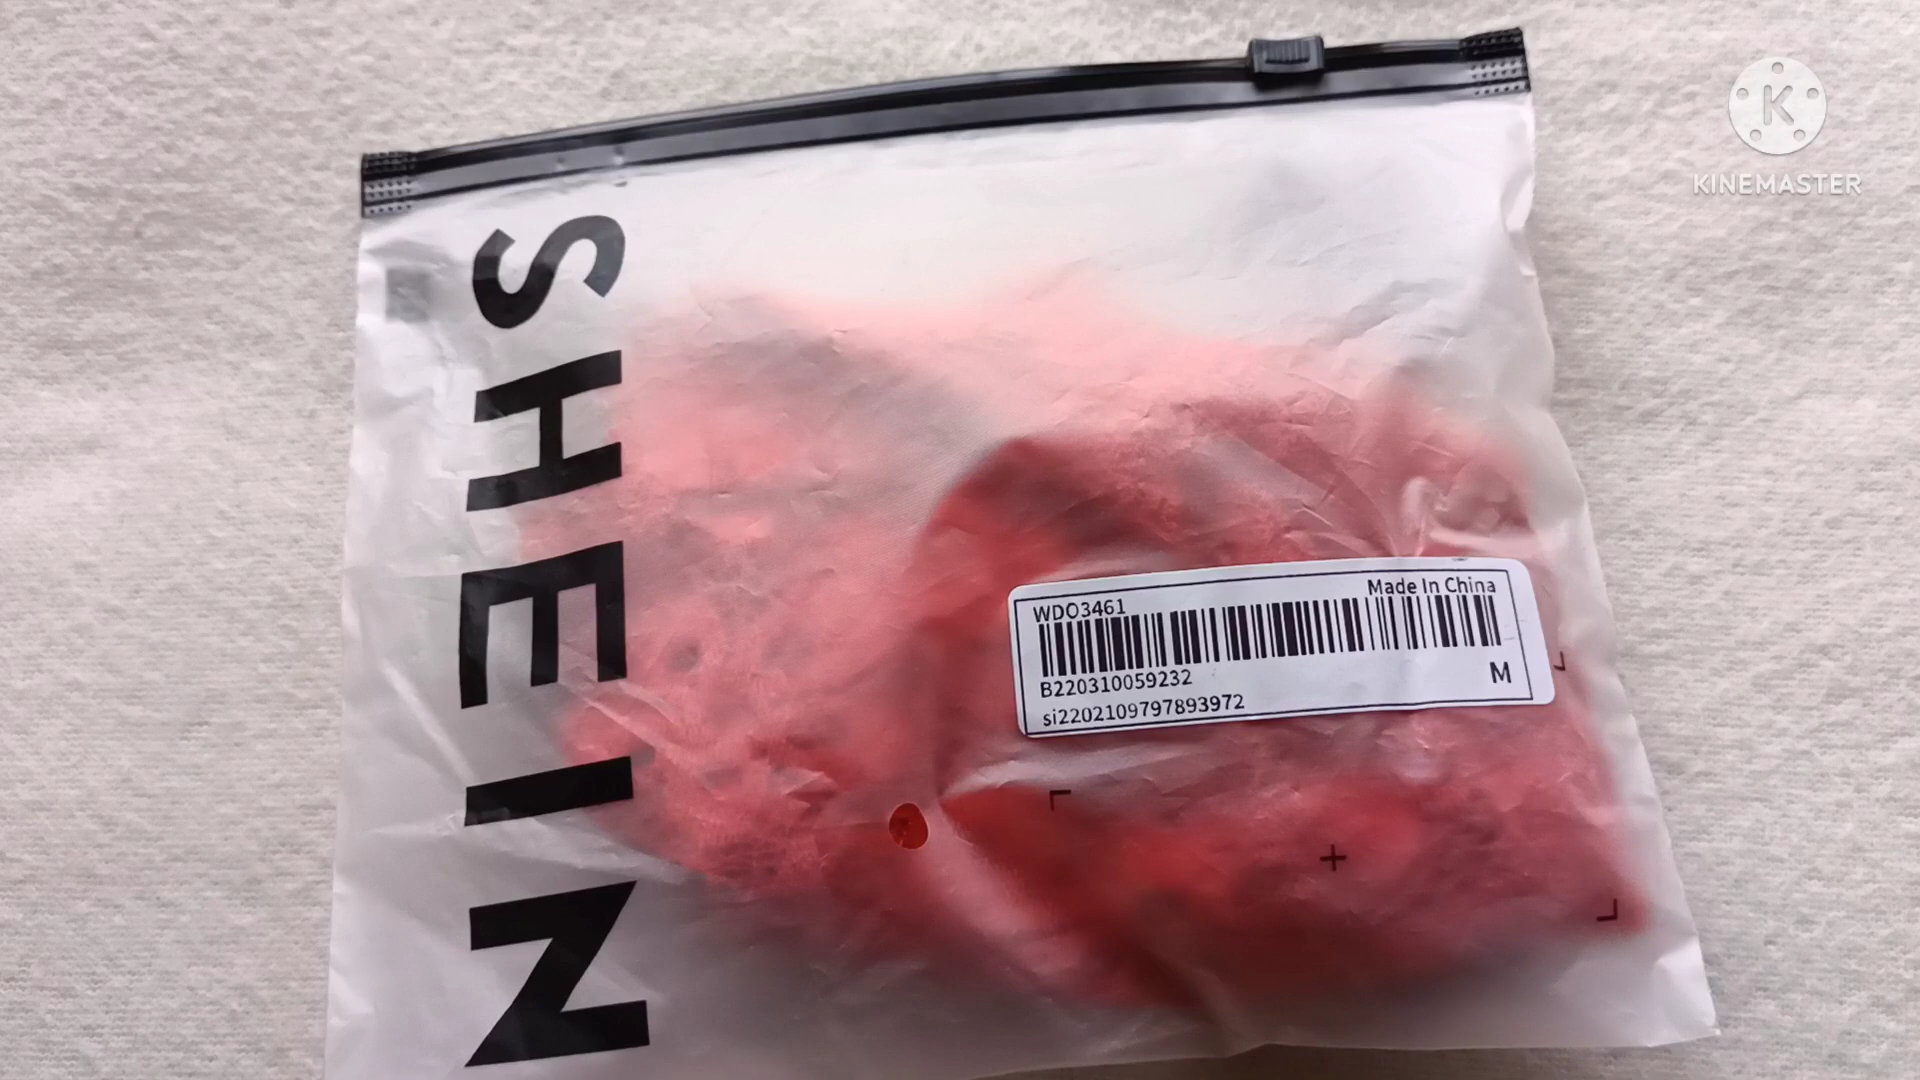 K
KINEMASTER
SHEIN
Made In China
WDO3461
B220310059232
M
si2202109797893972